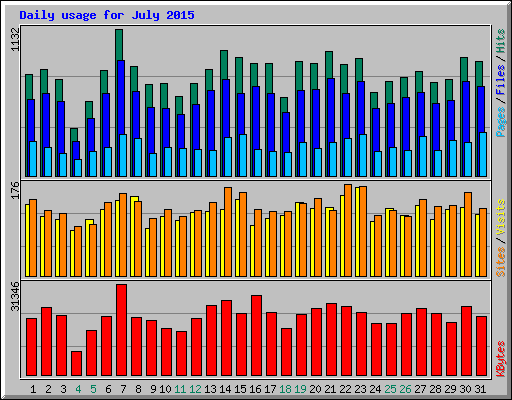 Daily usage for July 2015
1132
Pages / Files / Hits
176
Sites / Visits
31346
KBytes
1 2 3 4 5 6 7 8 9 10 11 12 13 14 15 16 17 18 19 20 21 22 23 24 25 26 27 28 29 30 31